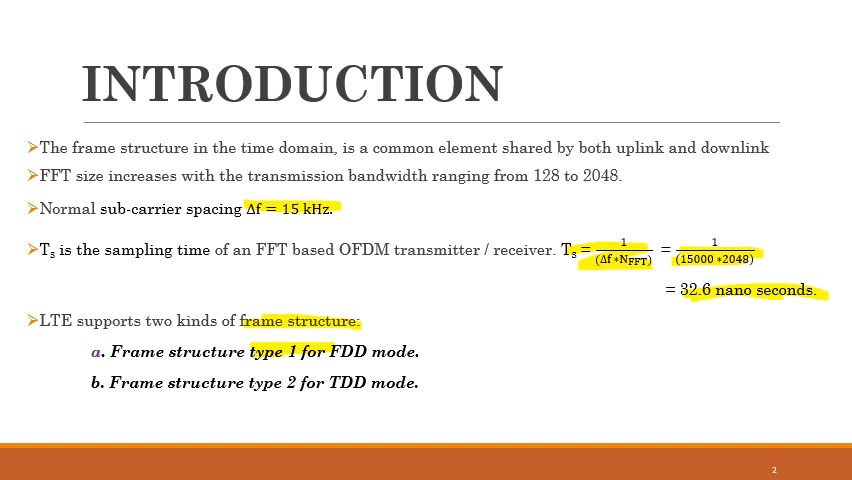 INTRODUCTION
➢The frame structure in the time domain, is a common element shared by both uplink and downlink
➢FFT size increases with the transmission bandwidth ranging from 128 to 2048.
➢Normal sub-carrier spacing Δf = 15 kHz.
➢Tₛ is the sampling time of an FFT based OFDM transmitter / receiver. Tₛ = 1/(Δf *N_FFT) = 1/(15000 *2048)
= 32.6 nano seconds.
➢LTE supports two kinds of frame structure:
a. Frame structure type 1 for FDD mode.
b. Frame structure type 2 for TDD mode.
2